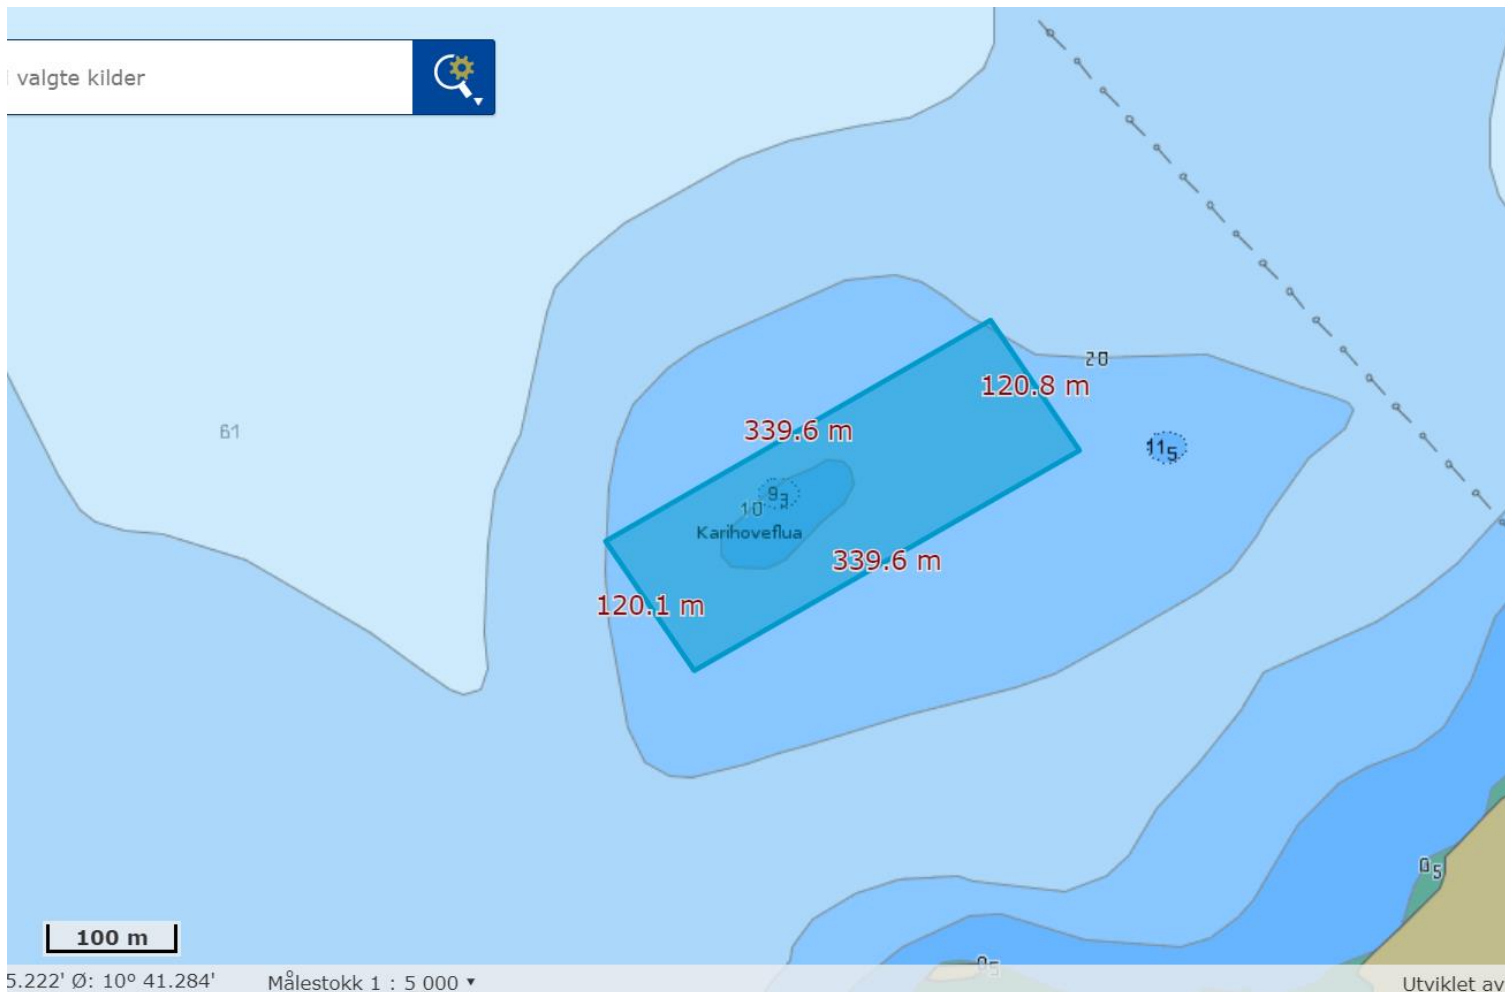 valgte kilder
20
120.8 m
339.6 m
61
11₅
9₃
10
Karihoveflua
339.6 m
120.1 m
0₅
100 m
0₅
5.222' Ø: 10° 41.284'
Målestokk 1 : 5 000 ▾
Utviklet av